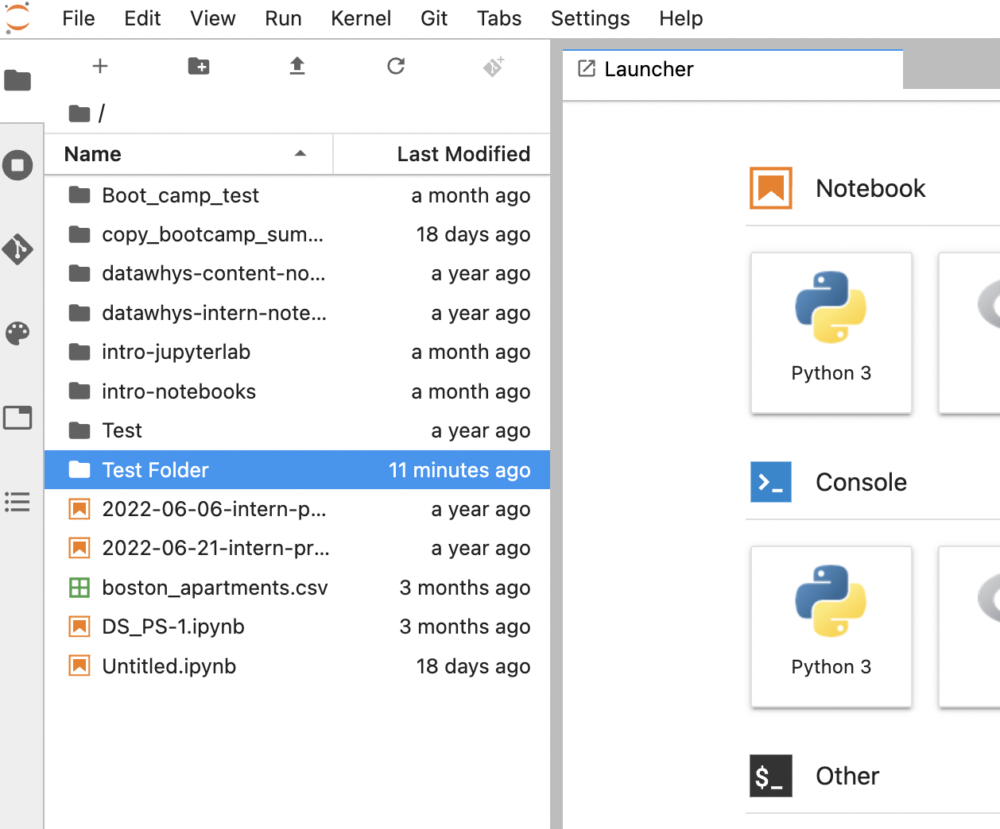 File Edit View Run Kernel Git Tabs Settings Help
Launcher
/
Name Last Modified
Boot_camp_test a month ago
copy_bootcamp_sum... 18 days ago
datawhys-content-no... a year ago
datawhys-intern-note... a year ago
intro-jupyterlab a month ago
intro-notebooks a month ago
Test a year ago
Test Folder 11 minutes ago
2022-06-06-intern-p... a year ago
2022-06-21-intern-pr... a year ago
boston_apartments.csv 3 months ago
DS_PS-1.ipynb 3 months ago
Untitled.ipynb 18 days ago
Notebook
Python 3
Console
Python 3
$_ Other